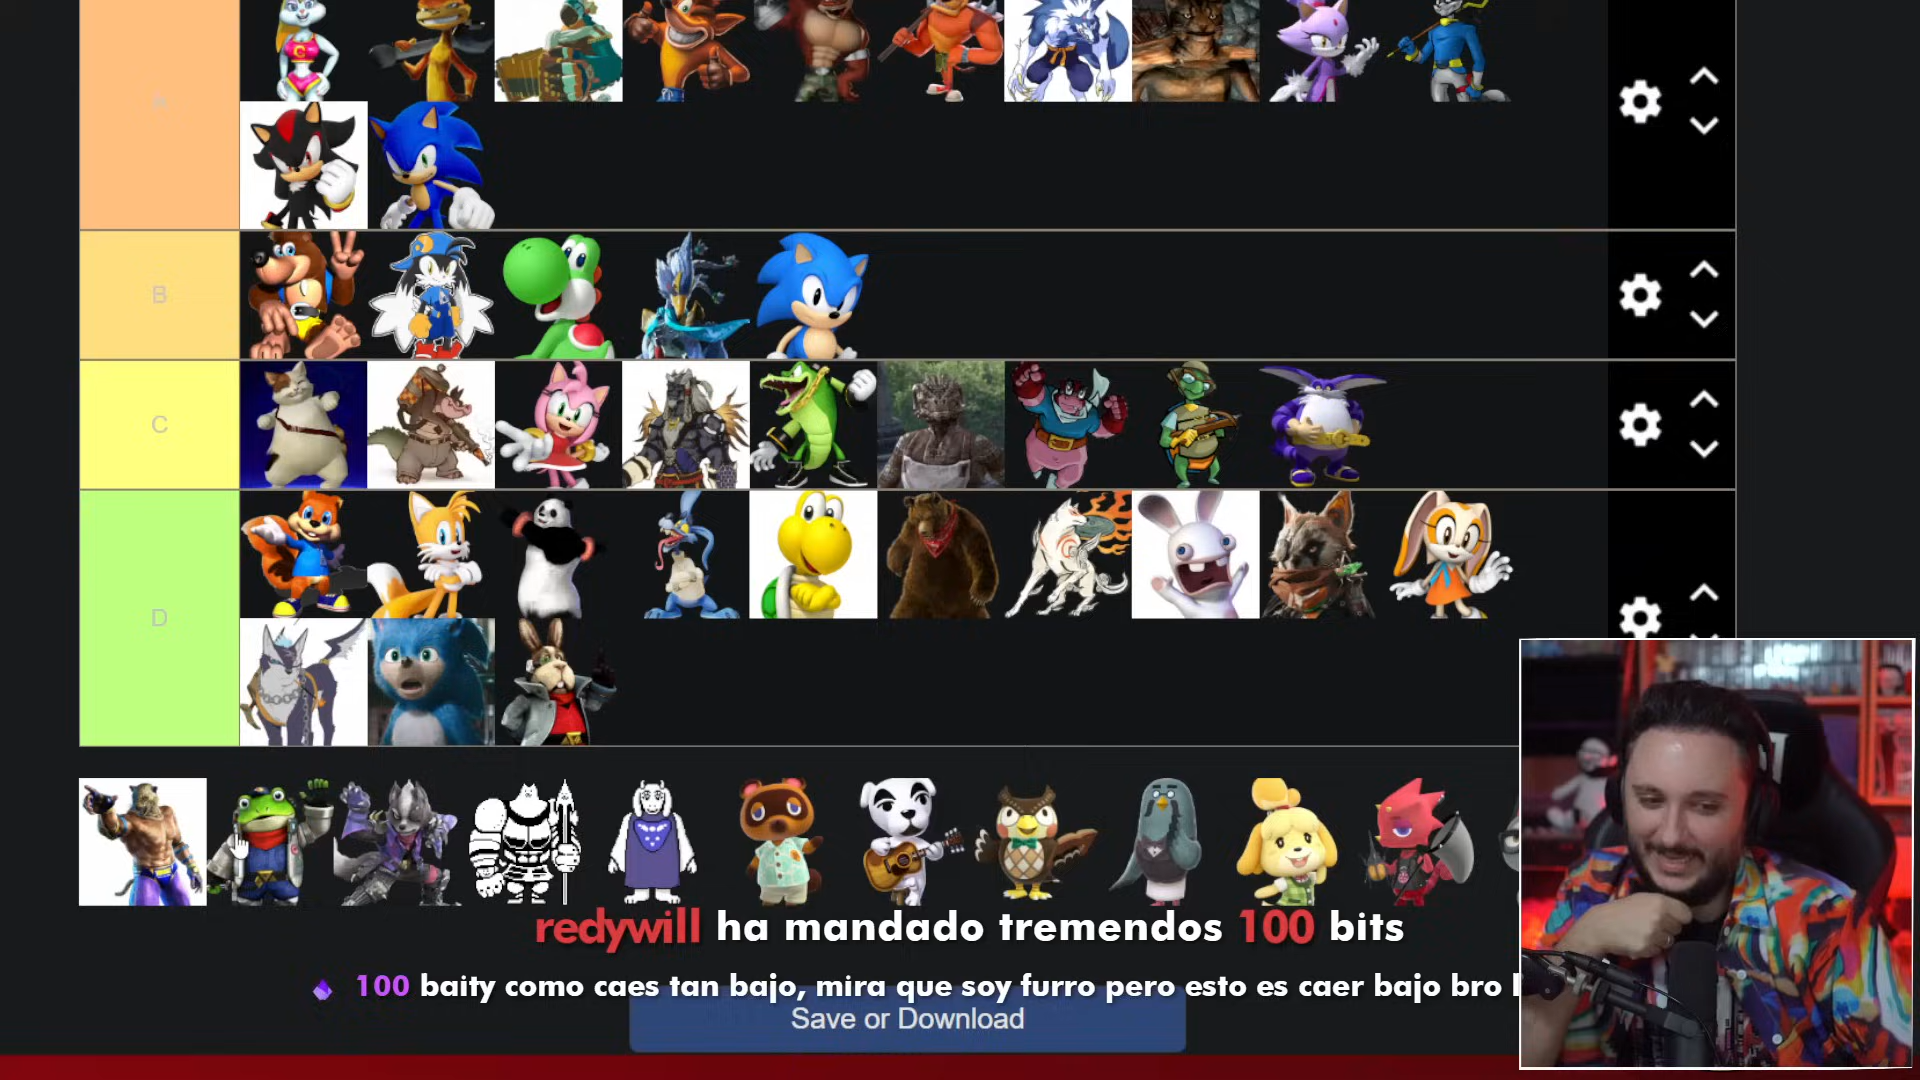 A
B
C
D
redywill ha mandado tremendos 100 bits
100 baity como caes tan bajo, mira que soy furro pero esto es caer bajo bro
Save or Download